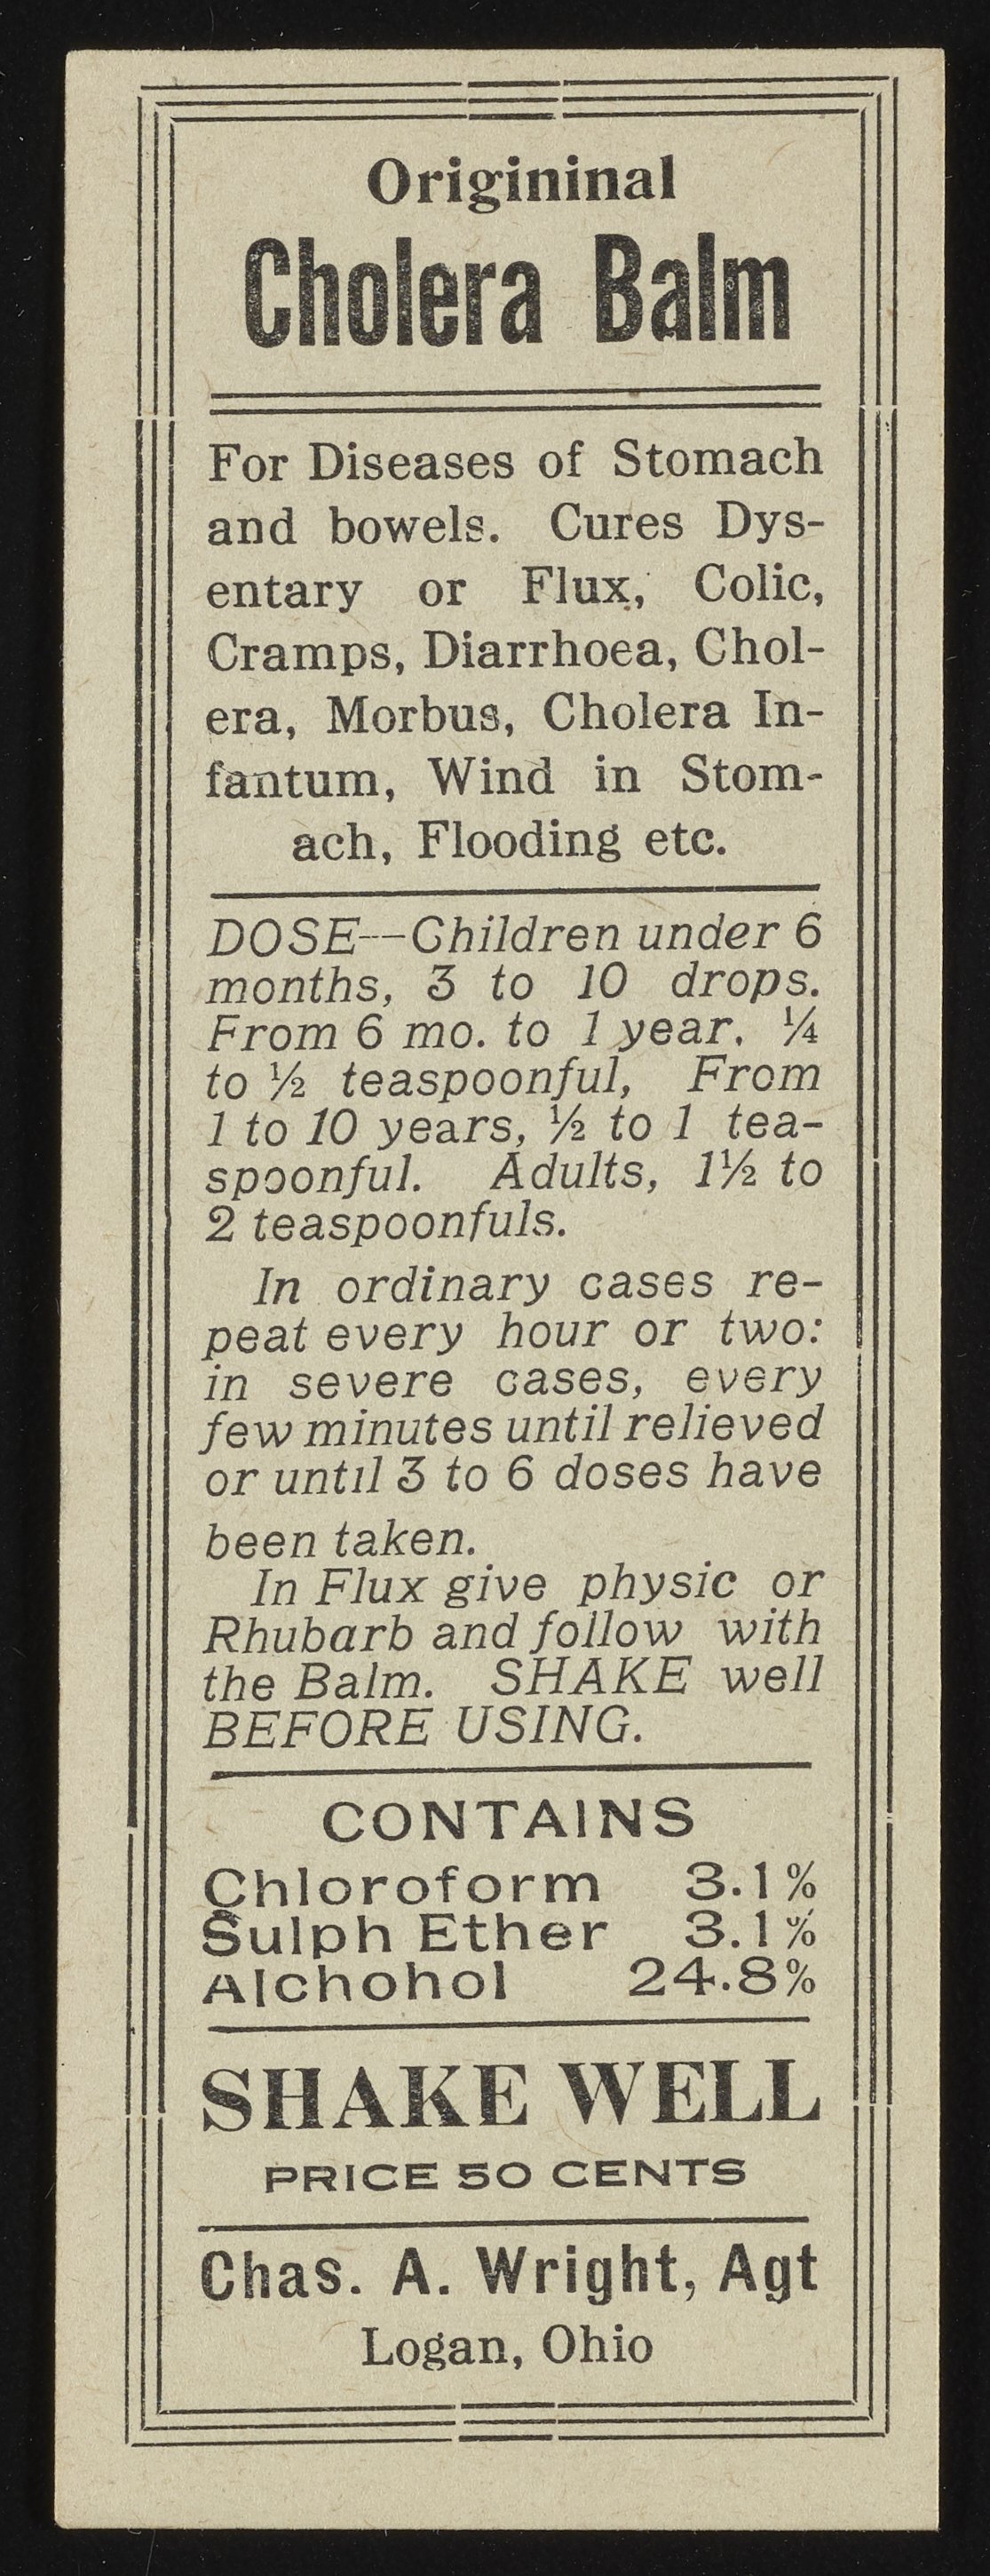 Origininal
Cholera Balm
For Diseases of Stomach
and bowels. Cures Dys-
entary or Flux, Colic,
Cramps, Diarrhoea, Chol-
era, Morbus, Cholera In-
fantum, Wind in Stom-
ach, Flooding etc.
DOSE--Children under 6
months, 3 to 10 drops.
From 6 mo. to 1 year. ¼
to ½ teaspoonful, From
1 to 10 years, ½ to 1 tea-
spoonful. Adults, 1½ to
2 teaspoonfuls.
In ordinary cases re-
peat every hour or two:
in severe cases, every
few minutes until relieved
or until 3 to 6 doses have
been taken.
In Flux give physic or
Rhubarb and follow with
the Balm. SHAKE well
BEFORE USING.
CONTAINS
Chloroform 3.1%
Sulph Ether 3.1%
Alchohol 24.8%
SHAKE WELL
PRICE 50 CENTS
Chas. A. Wright, Agt
Logan, Ohio